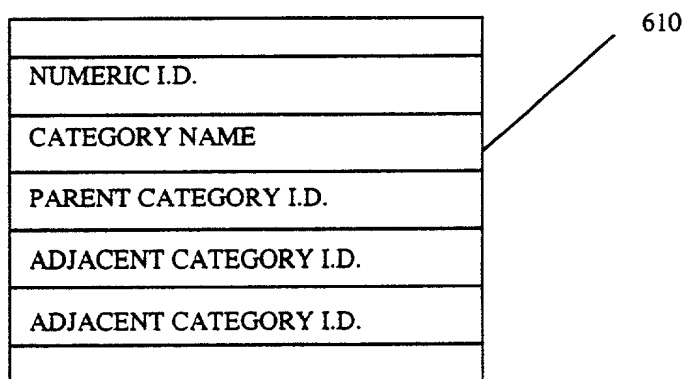 610
NUMERIC I.D.
CATEGORY NAME
PARENT CATEGORY I.D.
ADJACENT CATEGORY I.D.
ADJACENT CATEGORY I.D.